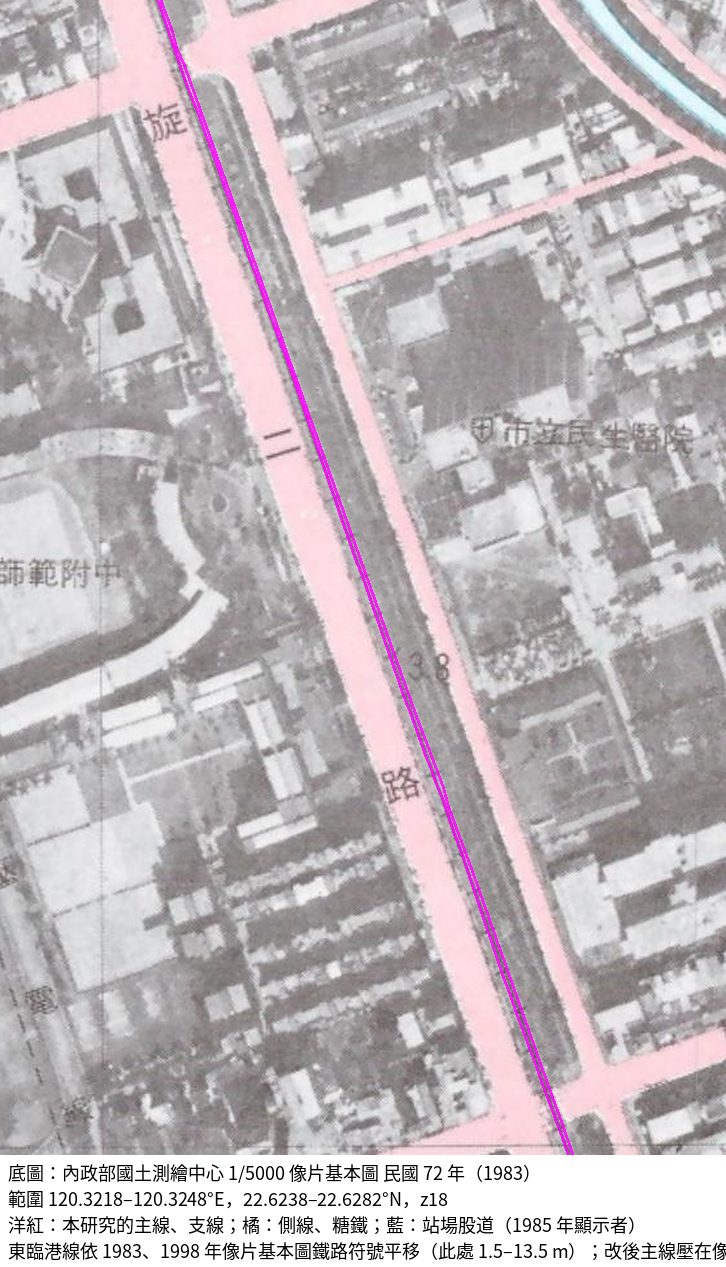 旋
二
市立民生醫院
師範附中
13.8
路
電
底圖：內政部國土測繪中心 1/5000 像片基本圖 民國 72 年（1983）
範圍 120.3218–120.3248°E，22.6238–22.6282°N，z18
洋紅：本研究的主線、支線；橘：側線、糖鐵；藍：站場股道（1985 年顯示者）
東臨港線依 1983、1998 年像片基本圖鐵路符號平移（此處 1.5–13.5 m）；改後主線壓在像